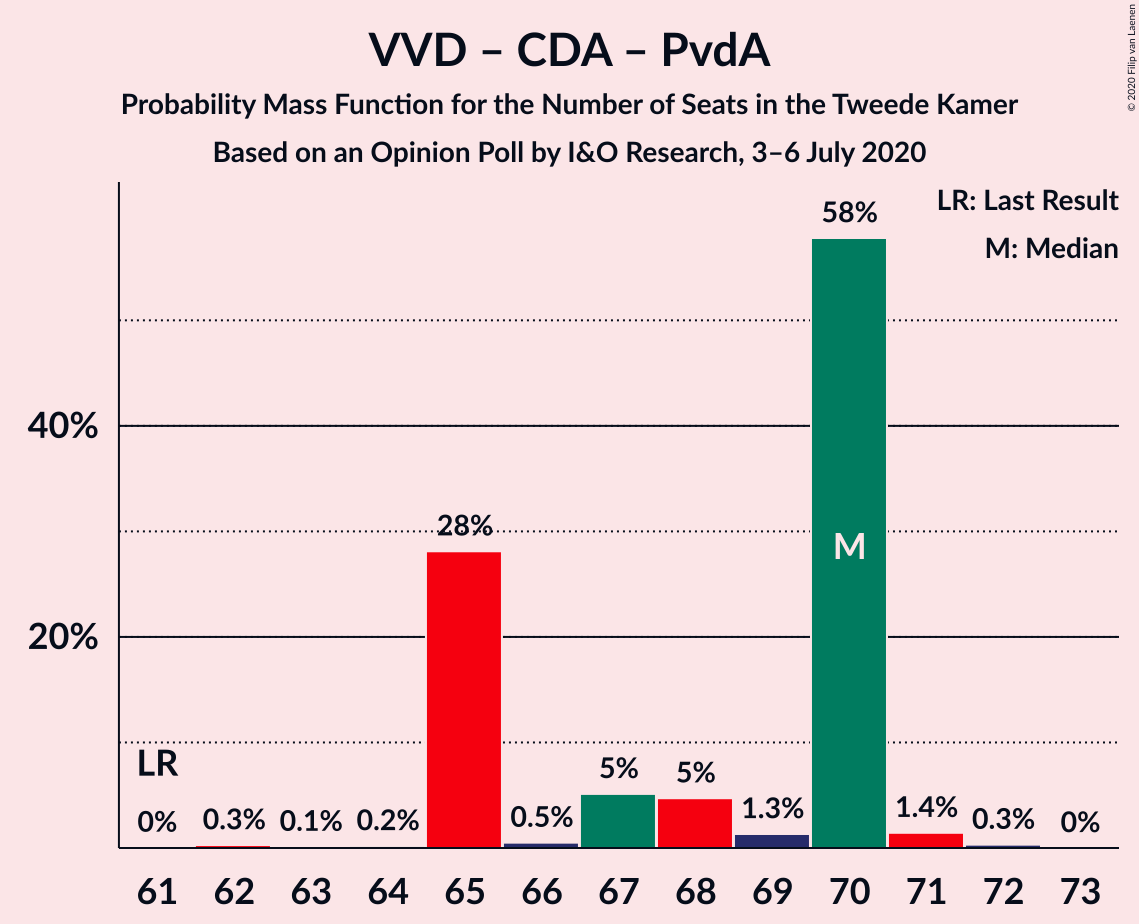 VVD – CDA – PvdA
Probability Mass Function for the Number of Seats in the Tweede Kamer
Based on an Opinion Poll by I&O Research, 3–6 July 2020
© 2020 Filip van Laenen
LR: Last Result
M: Median
58%
40%
28%
M
20%
LR
0% 0.3% 0.1% 0.2% 0.5% 5% 5% 1.3% 1.4% 0.3% 0%
61 62 63 64 65 66 67 68 69 70 71 72 73